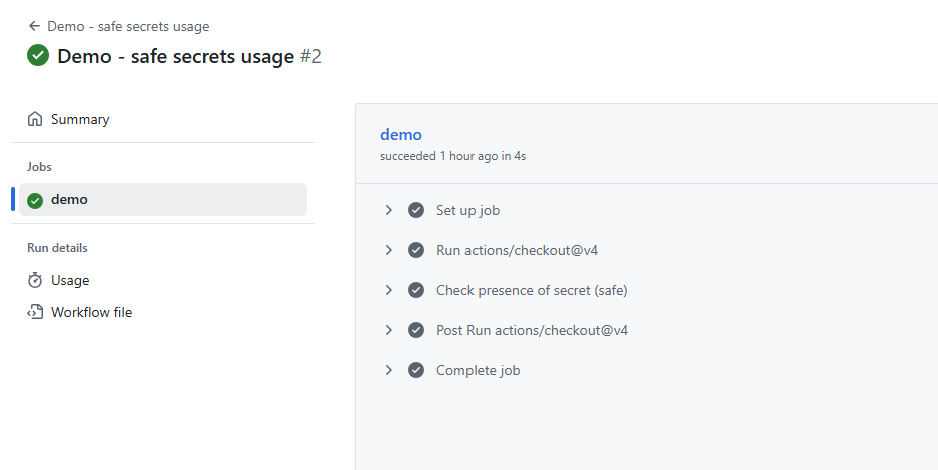 Demo - safe secrets usage
Demo - safe secrets usage #2
Summary
Jobs
demo
Run details
Usage
Workflow file
demo
succeeded 1 hour ago in 4s
Set up job
Run actions/checkout@v4
Check presence of secret (safe)
Post Run actions/checkout@v4
Complete job